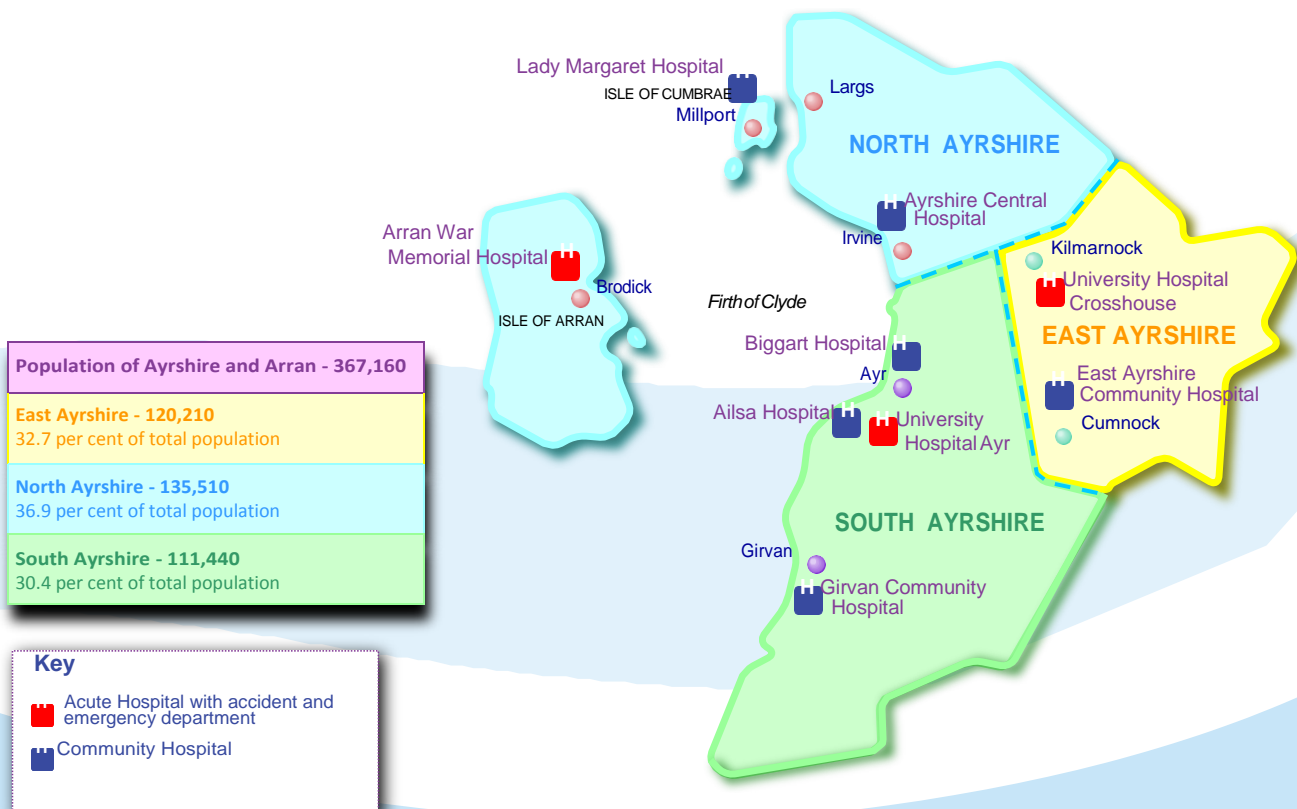 Lady Margaret Hospital
ISLE OF CUMBRAE
Millport
Largs
NORTH AYRSHIRE
Ayrshire Central
Hospital
Irvine
Arran War
Memorial Hospital
Brodick
ISLE OF ARRAN
Firth of Clyde
Kilmarnock
University Hospital
Crosshouse
EAST AYRSHIRE
East Ayrshire
Community Hospital
Cumnock
Biggart Hospital
Ayr
Ailsa Hospital
University
Hospital Ayr
SOUTH AYRSHIRE
Girvan
Girvan Community
Hospital
Population of Ayrshire and Arran - 367,160
East Ayrshire - 120,210
32.7 per cent of total population
North Ayrshire - 135,510
36.9 per cent of total population
South Ayrshire - 111,440
30.4 per cent of total population
Key
H Acute Hospital with accident and
emergency department
H Community Hospital